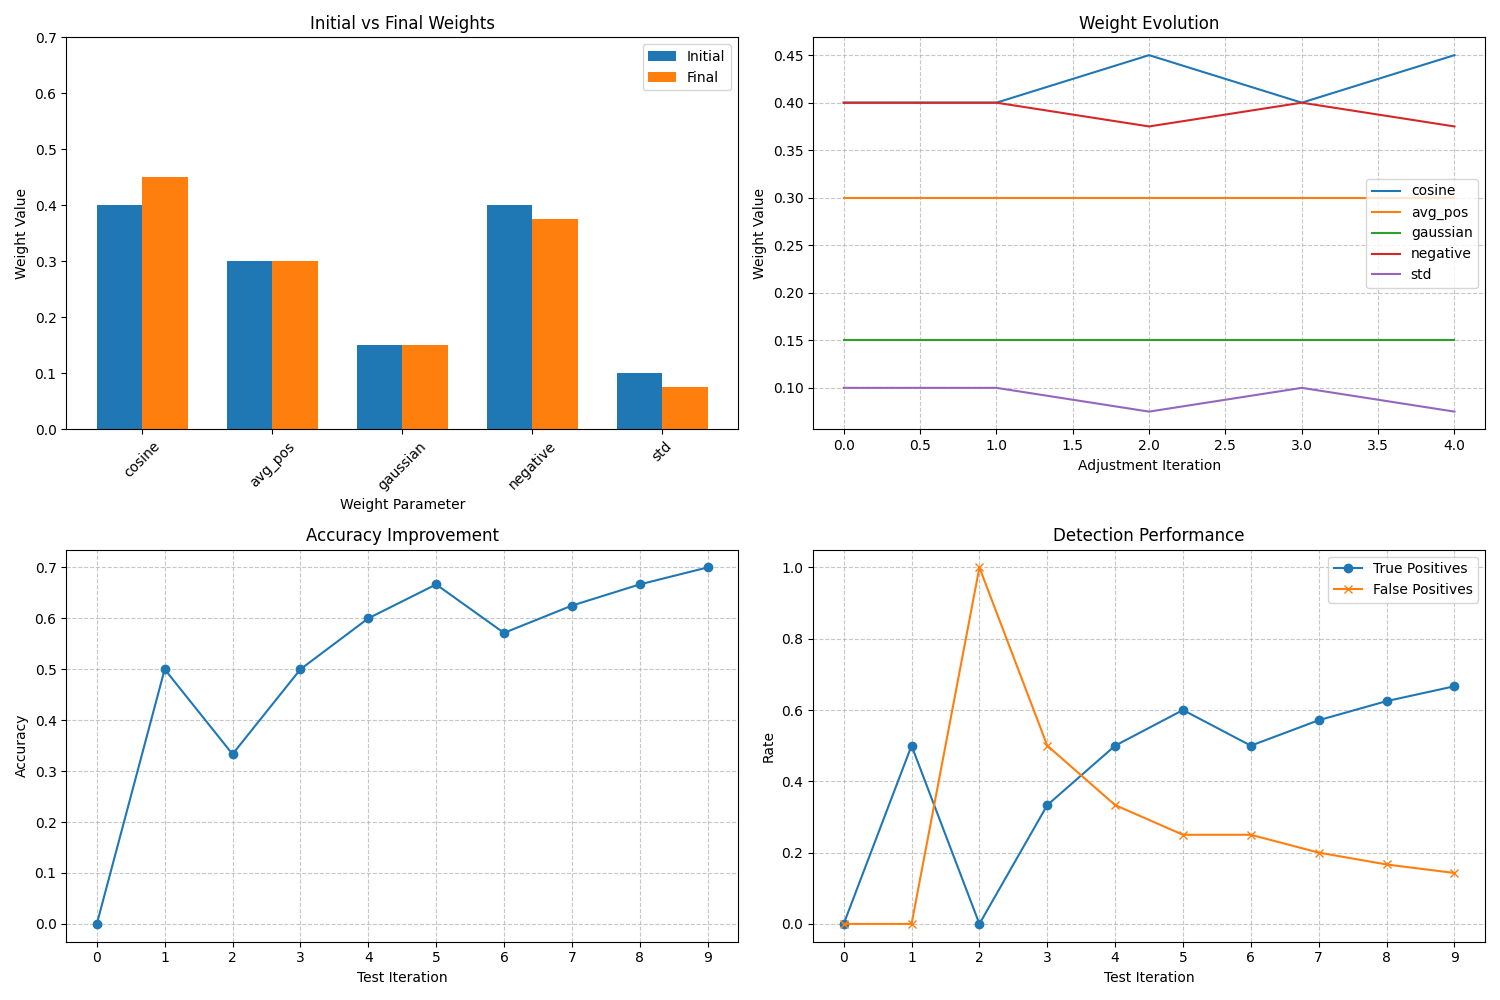 Initial vs Final Weights
Weight Value
0.7
0.6
0.5
0.4
0.3
0.2
0.1
0.0
Initial
Final
cosine
avg_pos
gaussian
negative
std
Weight Parameter
Weight Evolution
Weight Value
0.45
0.40
0.35
0.30
0.25
0.20
0.15
0.10
cosine
avg_pos
gaussian
negative
std
0.0 0.5 1.0 1.5 2.0 2.5 3.0 3.5 4.0
Adjustment Iteration
Accuracy Improvement
Accuracy
0.7
0.6
0.5
0.4
0.3
0.2
0.1
0.0
0 1 2 3 4 5 6 7 8 9
Test Iteration
Detection Performance
Rate
1.0
0.8
0.6
0.4
0.2
0.0
True Positives
False Positives
0 1 2 3 4 5 6 7 8 9
Test Iteration